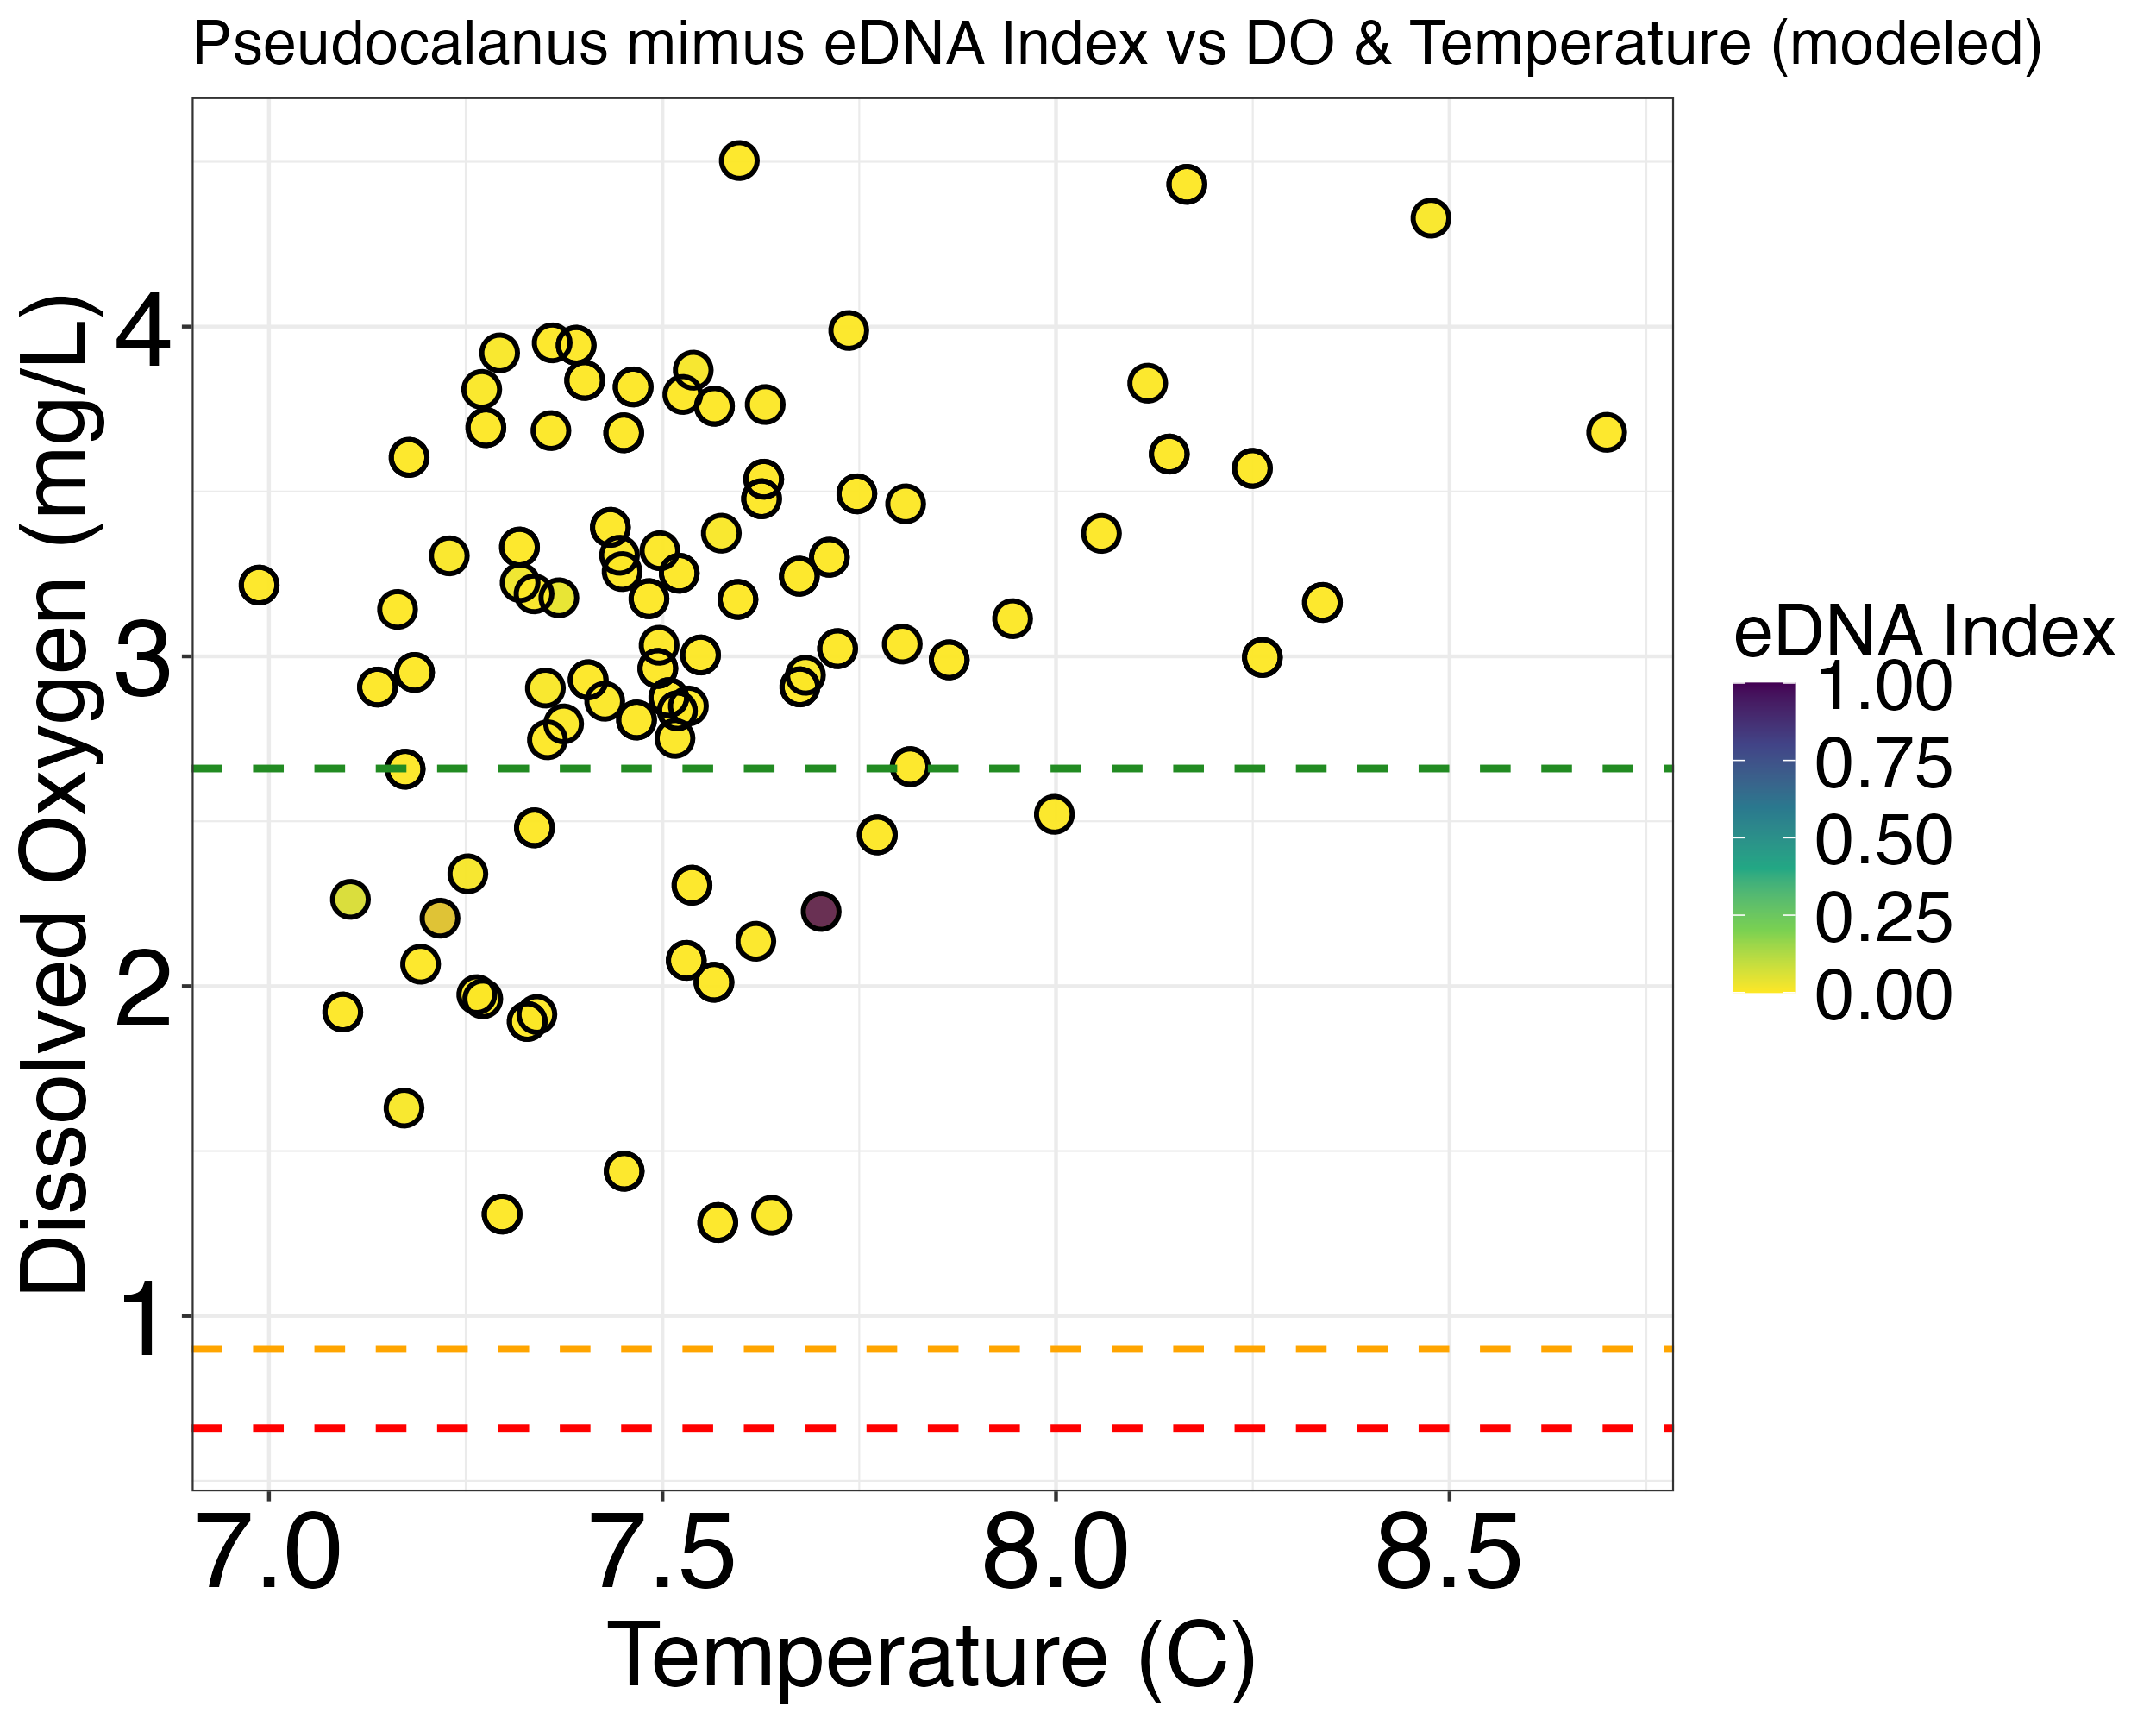 Pseudocalanus mimus eDNA Index vs DO & Temperature (modeled)
Dissolved Oxygen (mg/L)
4
3
2
1
7.0 7.5 8.0 8.5
Temperature (C)
eDNA Index
1.00
0.75
0.50
0.25
0.00